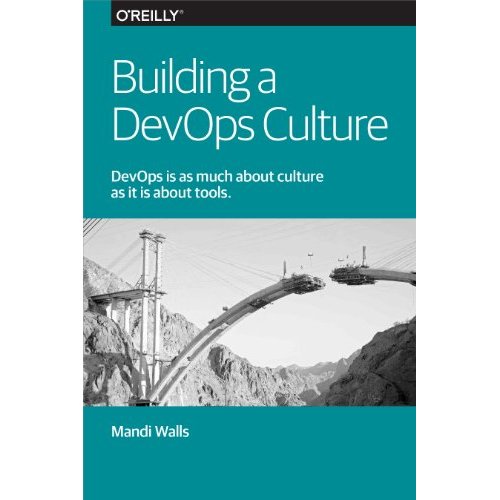 O'REILLY®
Building a
DevOps Culture
DevOps is as much about culture
as it is about tools.
Mandi Walls